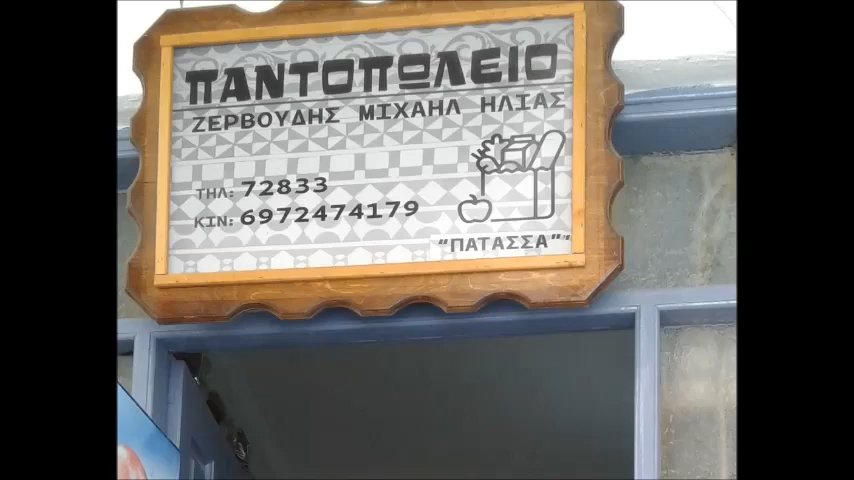 ΠΑΝΤΟΠΩΛΕΙΟ
ΖΕΡΒΟΥΔΗΣ ΜΙΧΑΗΛ ΗΛΙΑΣ
ΤΗΛ: 72833
ΚΙΝ: 6972474179
"ΠΑΤΑΣΣΑ"